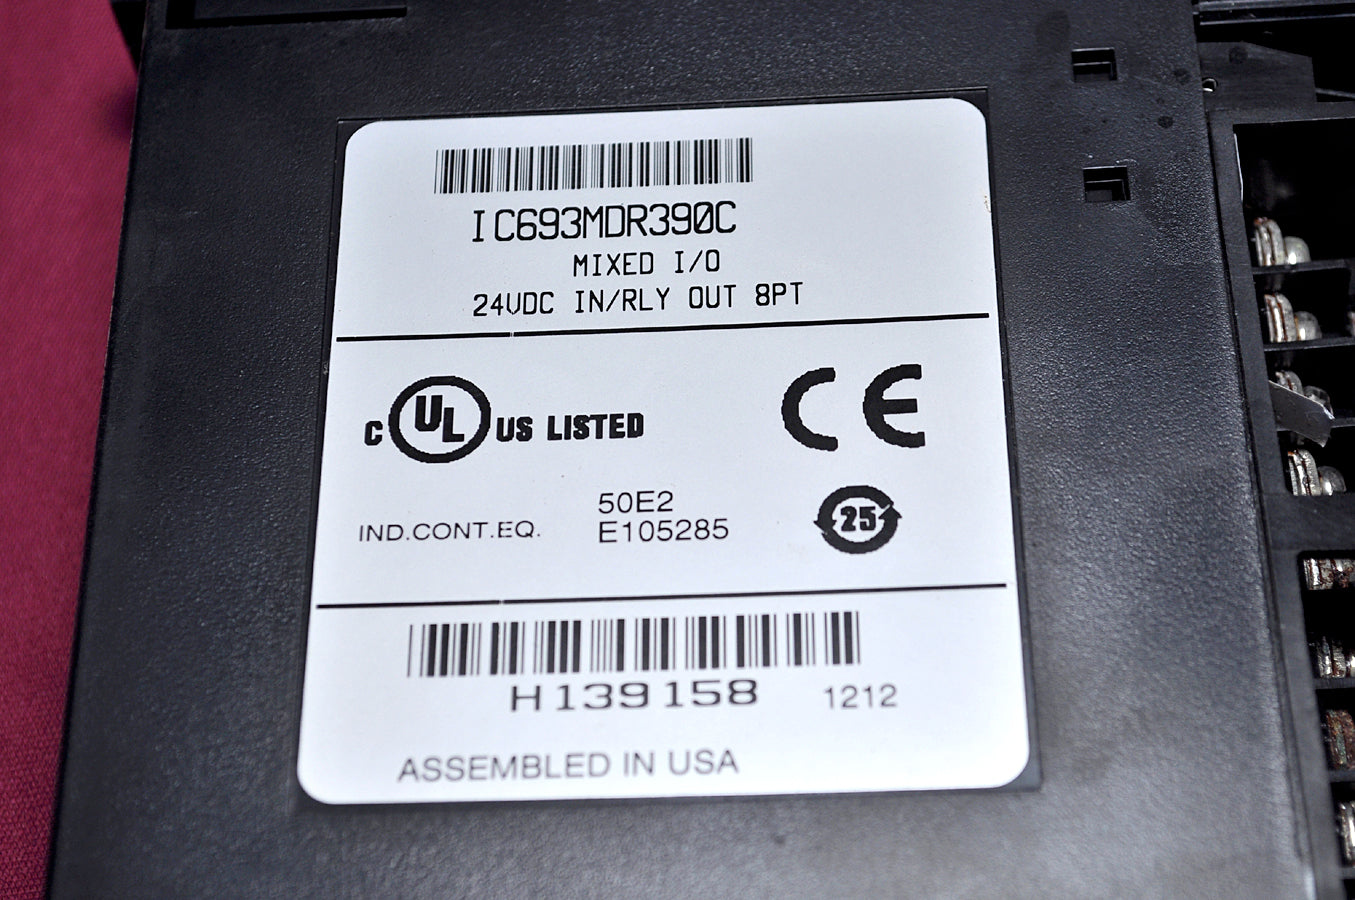 IC693MDR390C
MIXED I/O
24VDC IN/RLY OUT 8PT
C UL US LISTED
CE
50E2
IND.CONT.EQ. E105285
25
H139158 1212
ASSEMBLED IN USA